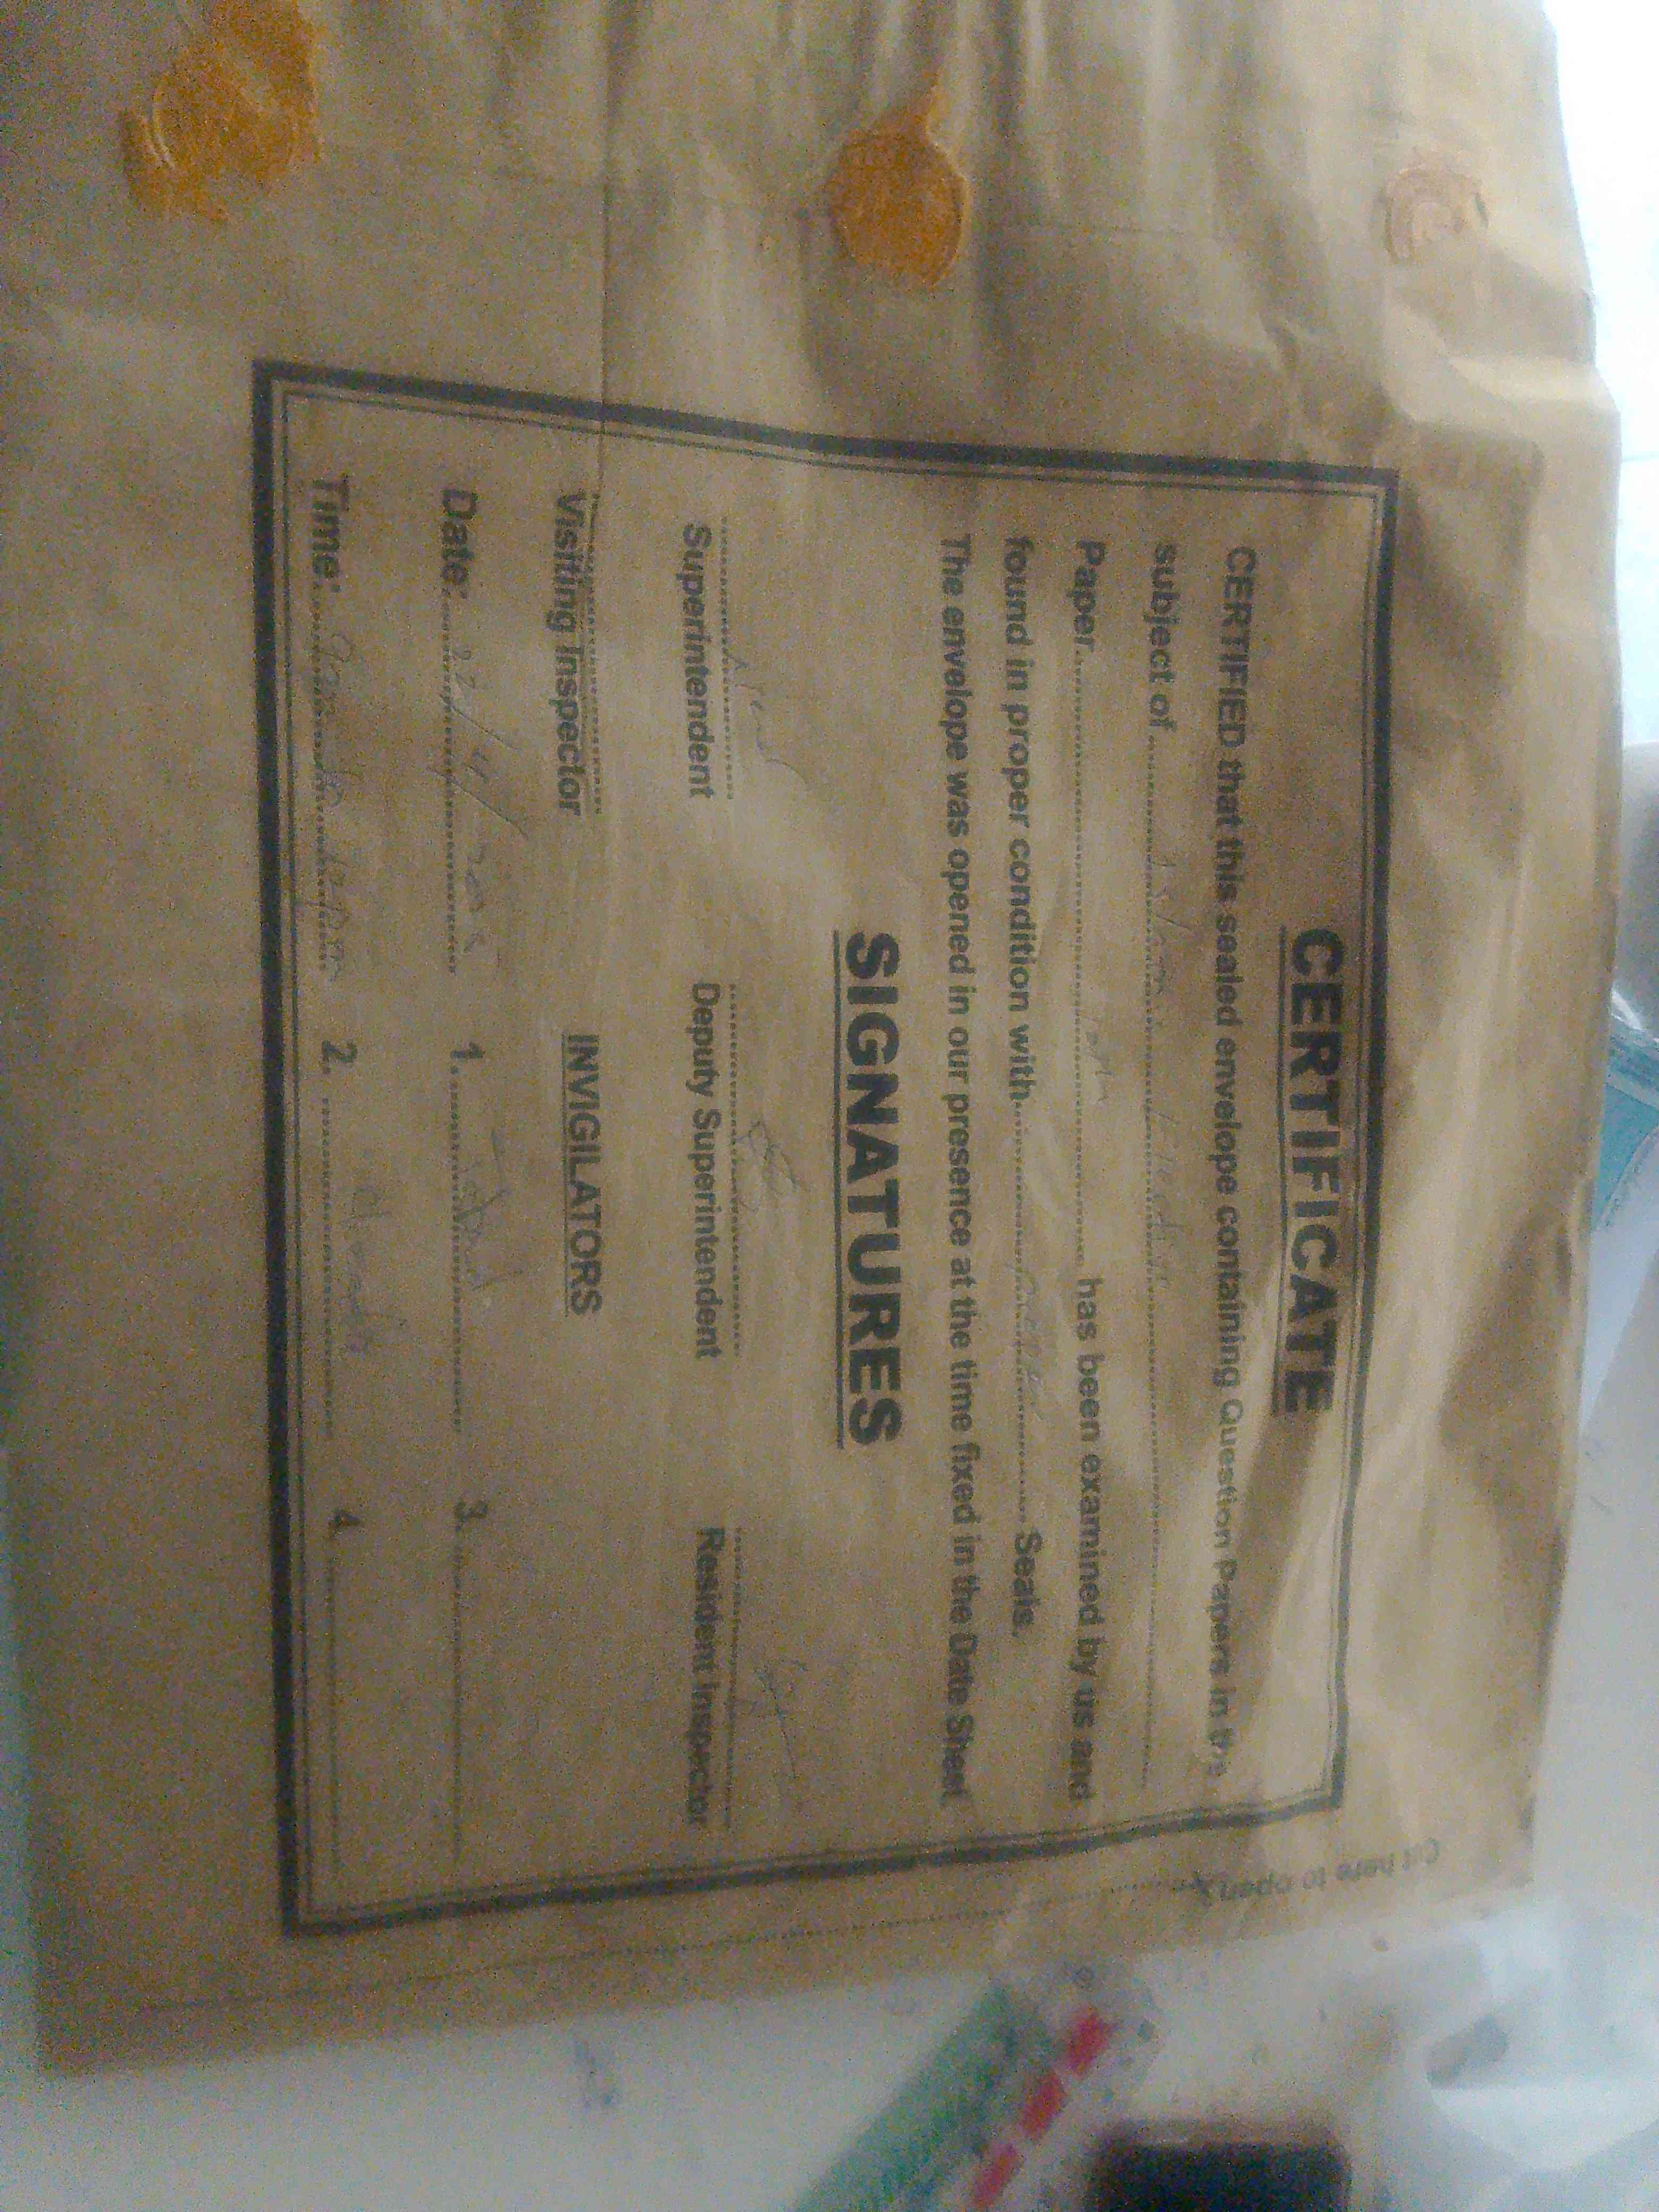 CERTIFICATE
CERTIFIED that this sealed envelope containing Question Papers in the
subject of
Paper 10th has been examined by us and
found in proper condition with Seals.
The envelope was opened in our presence at the time fixed in the Date Sheet.
SIGNATURES
Superintendent Deputy Superintendent Resident Inspector
Visiting Inspector INVIGILATORS
Date: 1. 3.
Time: 2. 4.
Cut here to open